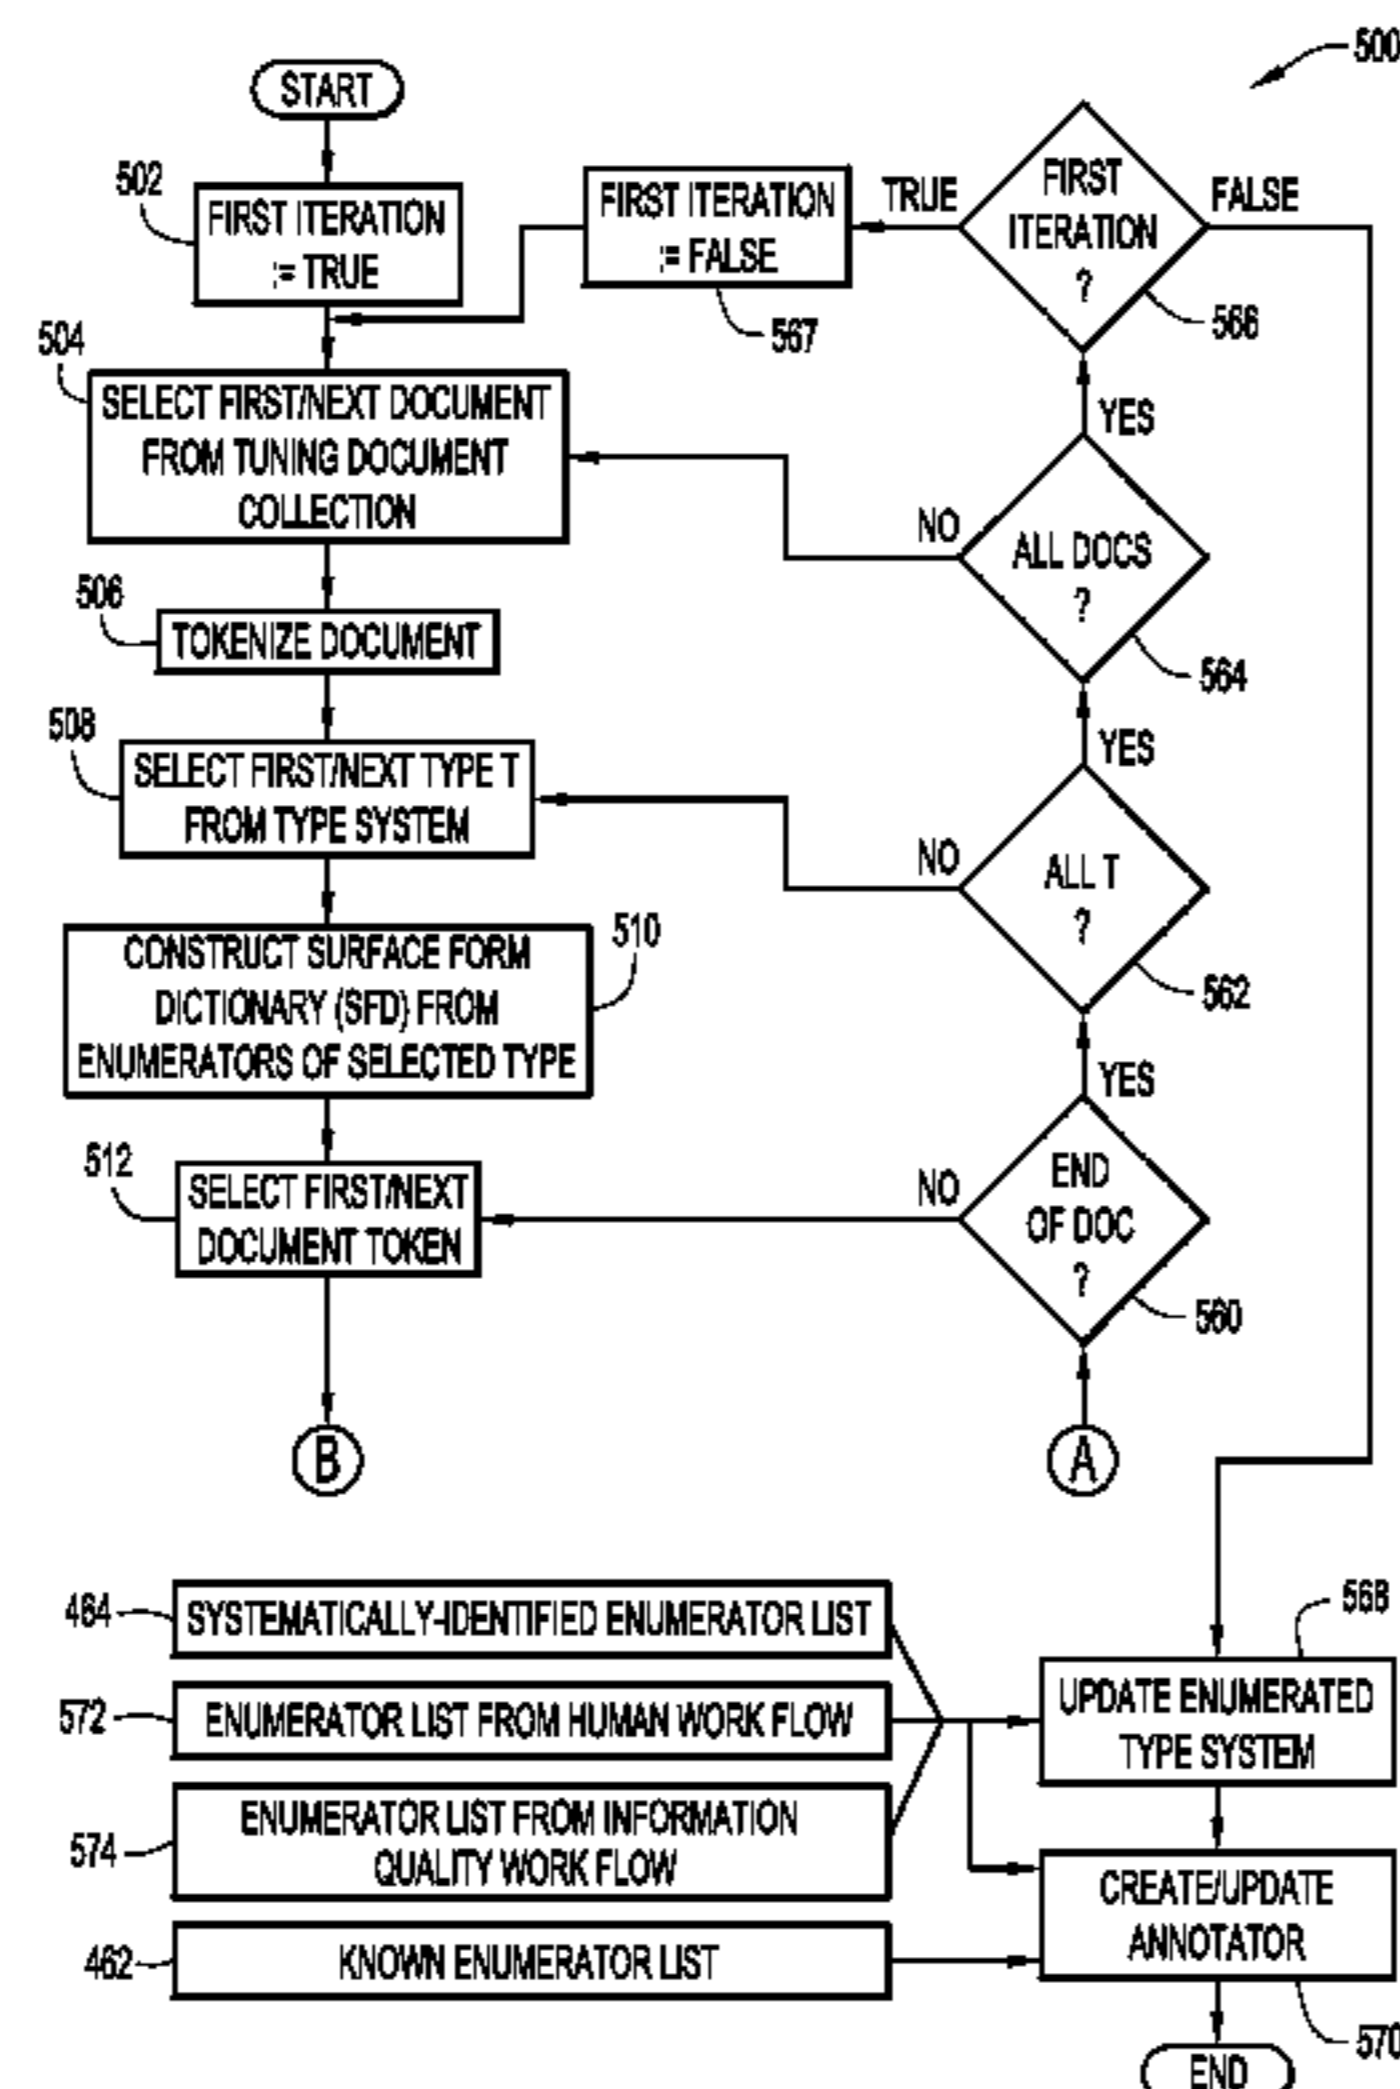 500
START
502
FIRST ITERATION
:= TRUE
FIRST ITERATION
:= FALSE
567
TRUE
FIRST
ITERATION
?
FALSE
566
504
SELECT FIRST/NEXT DOCUMENT
FROM TUNING DOCUMENT
COLLECTION
YES
NO
ALL DOCS
?
564
506
TOKENIZE DOCUMENT
508
SELECT FIRST/NEXT TYPE T
FROM TYPE SYSTEM
YES
NO
ALL T
?
562
510
CONSTRUCT SURFACE FORM
DICTIONARY (SFD) FROM
ENUMERATORS OF SELECTED TYPE
YES
512
SELECT FIRST/NEXT
DOCUMENT TOKEN
NO
END
OF DOC
?
560
B
A
464
SYSTEMATICALLY-IDENTIFIED ENUMERATOR LIST
572
ENUMERATOR LIST FROM HUMAN WORK FLOW
574
ENUMERATOR LIST FROM INFORMATION
QUALITY WORK FLOW
462
KNOWN ENUMERATOR LIST
568
UPDATE ENUMERATED
TYPE SYSTEM
CREATE/UPDATE
ANNOTATOR
570
END